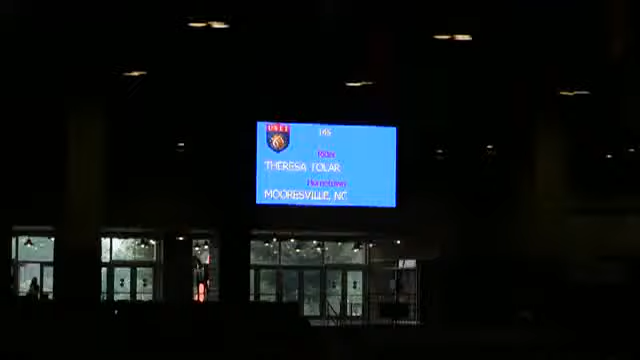 165
Rider
THERESA TOLAR
Hometown
MOORESVILLE, NC